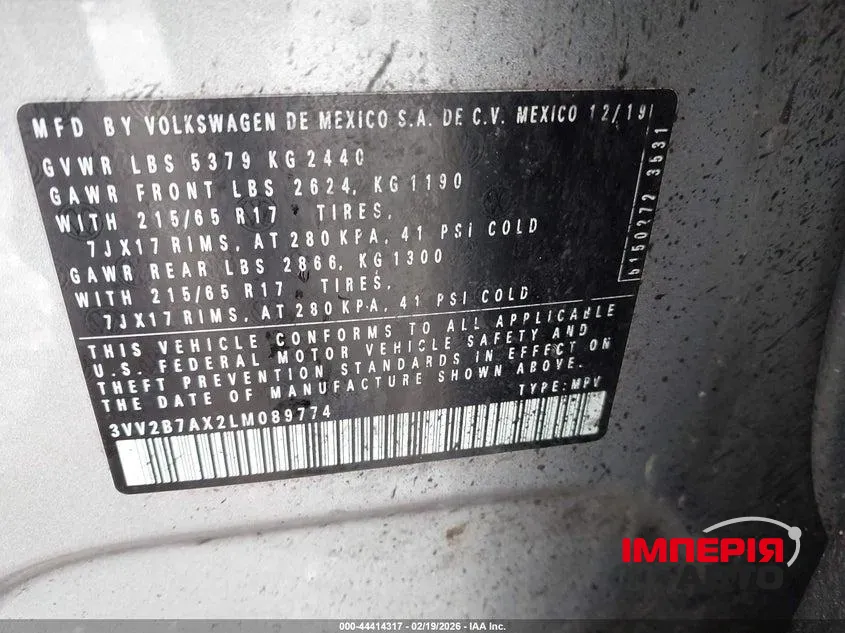 MFD BY VOLKSWAGEN DE MEXICO S.A. DE C.V. MEXICO 12/19
GVWR LBS 5379 KG 2440
GAWR FRONT LBS 2624, KG 1190
WITH 215/65 R17 TIRES,
7JX17 RIMS, AT 280 KPA, 41 PSI COLD
GAWR REAR LBS 2866, KG 1300
WITH 215/65 R17 TIRES,
7JX17 RIMS, AT 280 KPA, 41 PSI COLD
THIS VEHICLE CONFORMS TO ALL APPLICABLE
U.S. FEDERAL MOTOR VEHICLE SAFETY AND
THEFT PREVENTION STANDARDS IN EFFECT ON
THE DATE OF MANUFACTURE SHOWN ABOVE.
TYPE: MPV
3VV2B7AX2LM089774
6150272 3531
ІМПЕРІЯ
АВТО
000-44414317 - 02/19/2026 - IAA Inc.